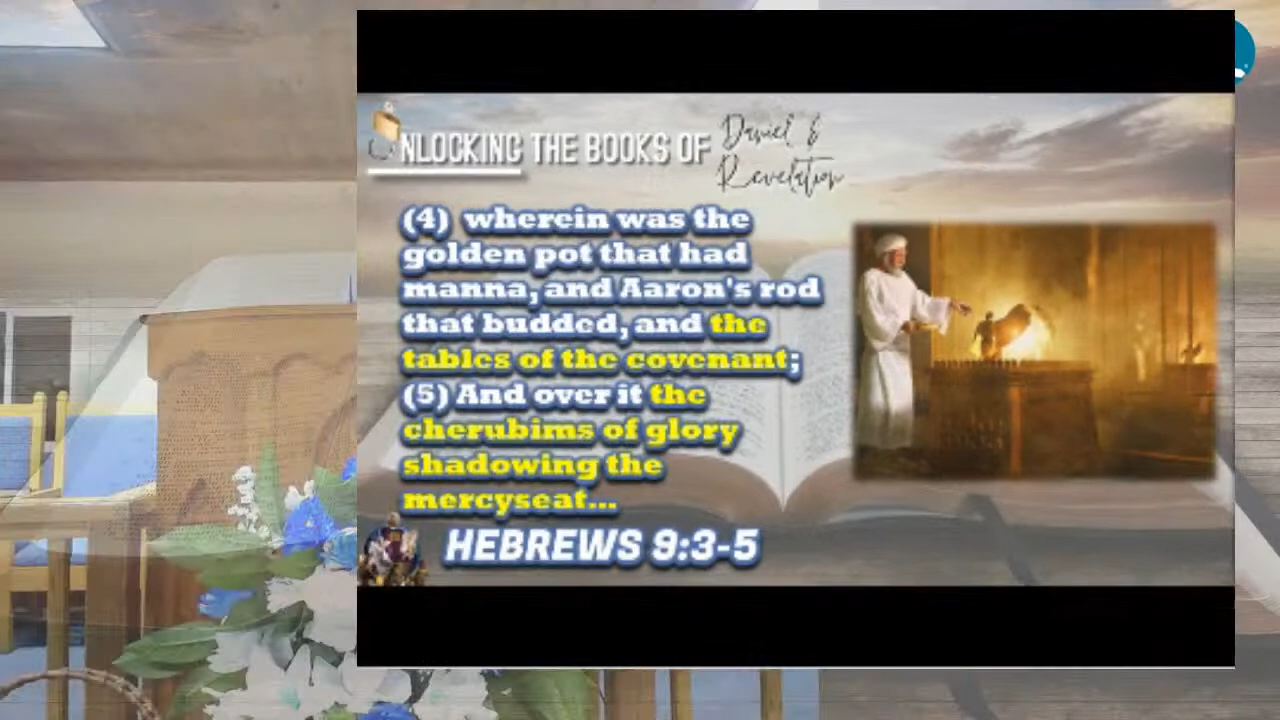 UNLOCKING THE BOOKS OF Daniel &
Revelation
(4) wherein was the
golden pot that had
manna, and Aaron's rod
that budded, and the
tables of the covenant;
(5) And over it the
cherubims of glory
shadowing the
mercyseat...
HEBREWS 9:3-5